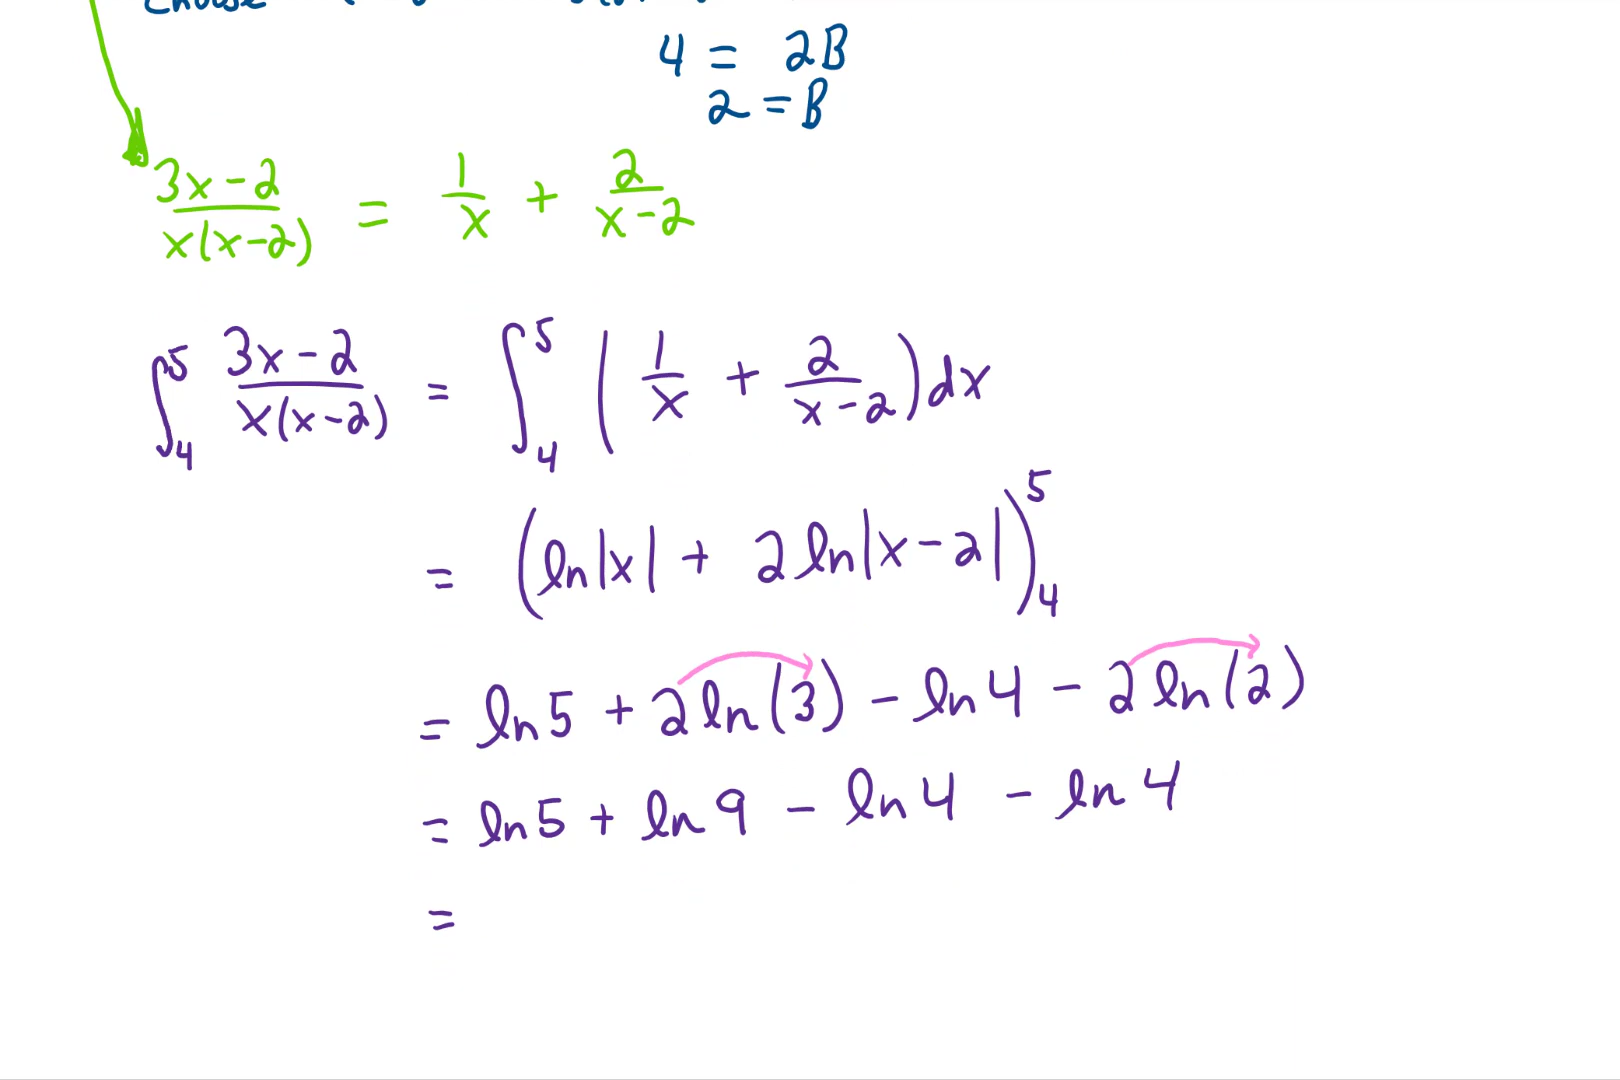 4 = 2B
2 = B
3x-2/x(x-2) = 1/x + 2/x-2
∫₄⁵ 3x-2/x(x-2) = ∫₄⁵ (1/x + 2/x-2)dx
= (ln|x| + 2ln|x-2|)₄⁵
= ln5 + 2ln(3) - ln4 - 2ln(2)
= ln5 + ln9 - ln4 - ln4
=